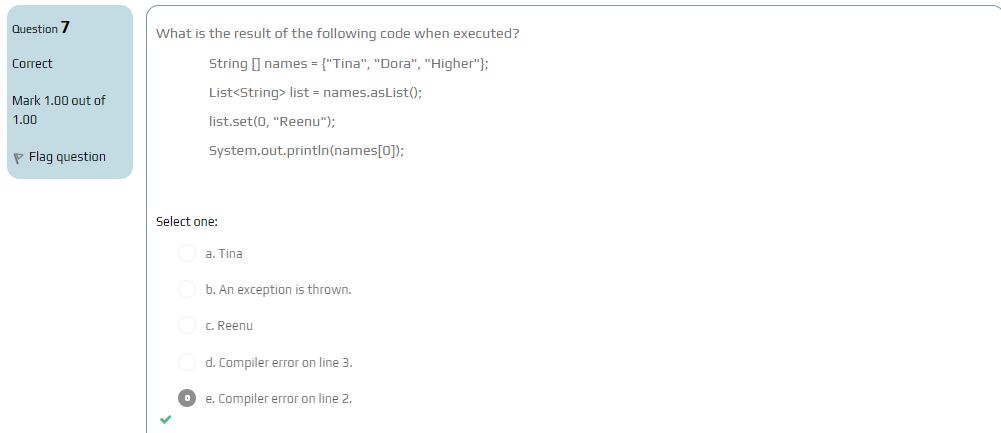 Question 7
Correct
Mark 1.00 out of
1.00
Flag question
What is the result of the following code when executed?
String [] names = {"Tina", "Dora", "Higher"};
List<String> list = names.asList();
list.set(0, "Reenu");
System.out.println(names[0]);
Select one:
a. Tina
b. An exception is thrown.
c. Reenu
d. Compiler error on line 3.
e. Compiler error on line 2.